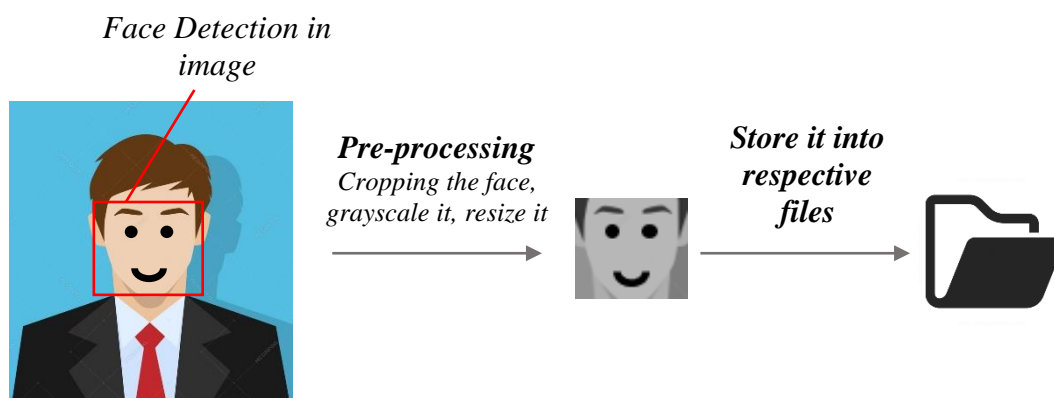 Face Detection in
image
Pre-processing
Cropping the face,
grayscale it, resize it
Store it into
respective
files